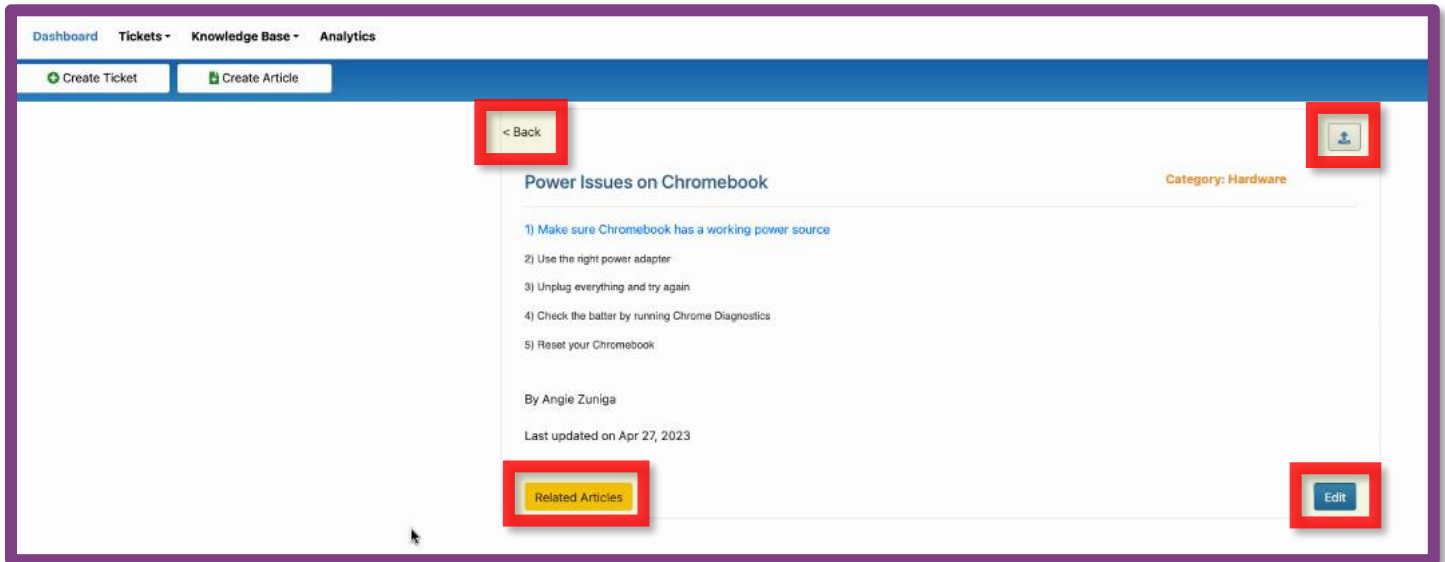 Dashboard Tickets Knowledge Base Analytics
Create Ticket Create Article
< Back
Power Issues on Chromebook Category: Hardware
1) Make sure Chromebook has a working power source
2) Use the right power adapter
3) Unplug everything and try again
4) Check the batter by running Chrome Diagnostics
5) Reset your Chromebook
By Angie Zuniga
Last updated on Apr 27, 2023
Related Articles Edit